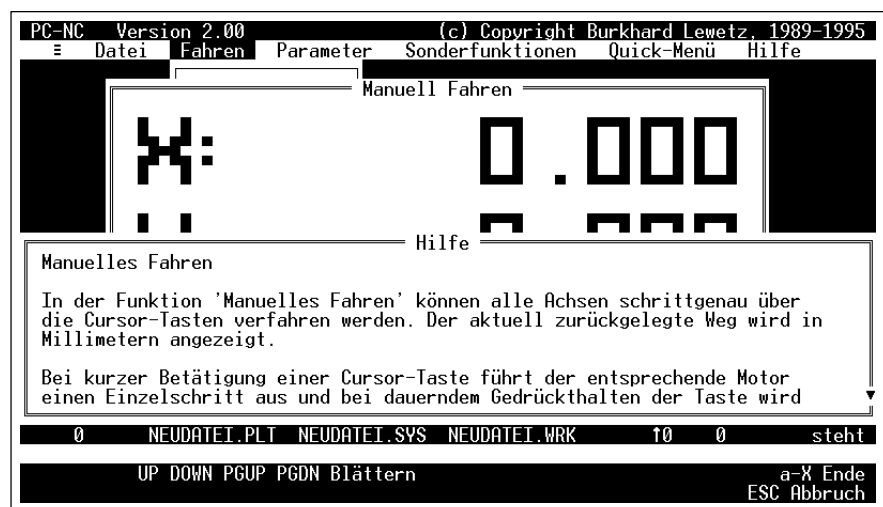 PC-NC Version 2.00 (c) Copyright Burkhard Lewetz, 1989-1995
≡ Datei Fahren Parameter Sonderfunktionen Quick-Menü Hilfe
Manuell Fahren
X: 0.000
Hilfe
Manuelles Fahren
In der Funktion 'Manuelles Fahren' können alle Achsen schrittgenau über
die Cursor-Tasten verfahren werden. Der aktuell zurückgelegte Weg wird in
Millimetern angezeigt.
Bei kurzer Betätigung einer Cursor-Taste führt der entsprechende Motor
einen Einzelschritt aus und bei dauerndem Gedrückthalten der Taste wird
0 NEUDATEI.PLT NEUDATEI.SYS NEUDATEI.WRK ↑0 0 steht
UP DOWN PGUP PGDN Blättern a-X Ende
ESC Abbruch